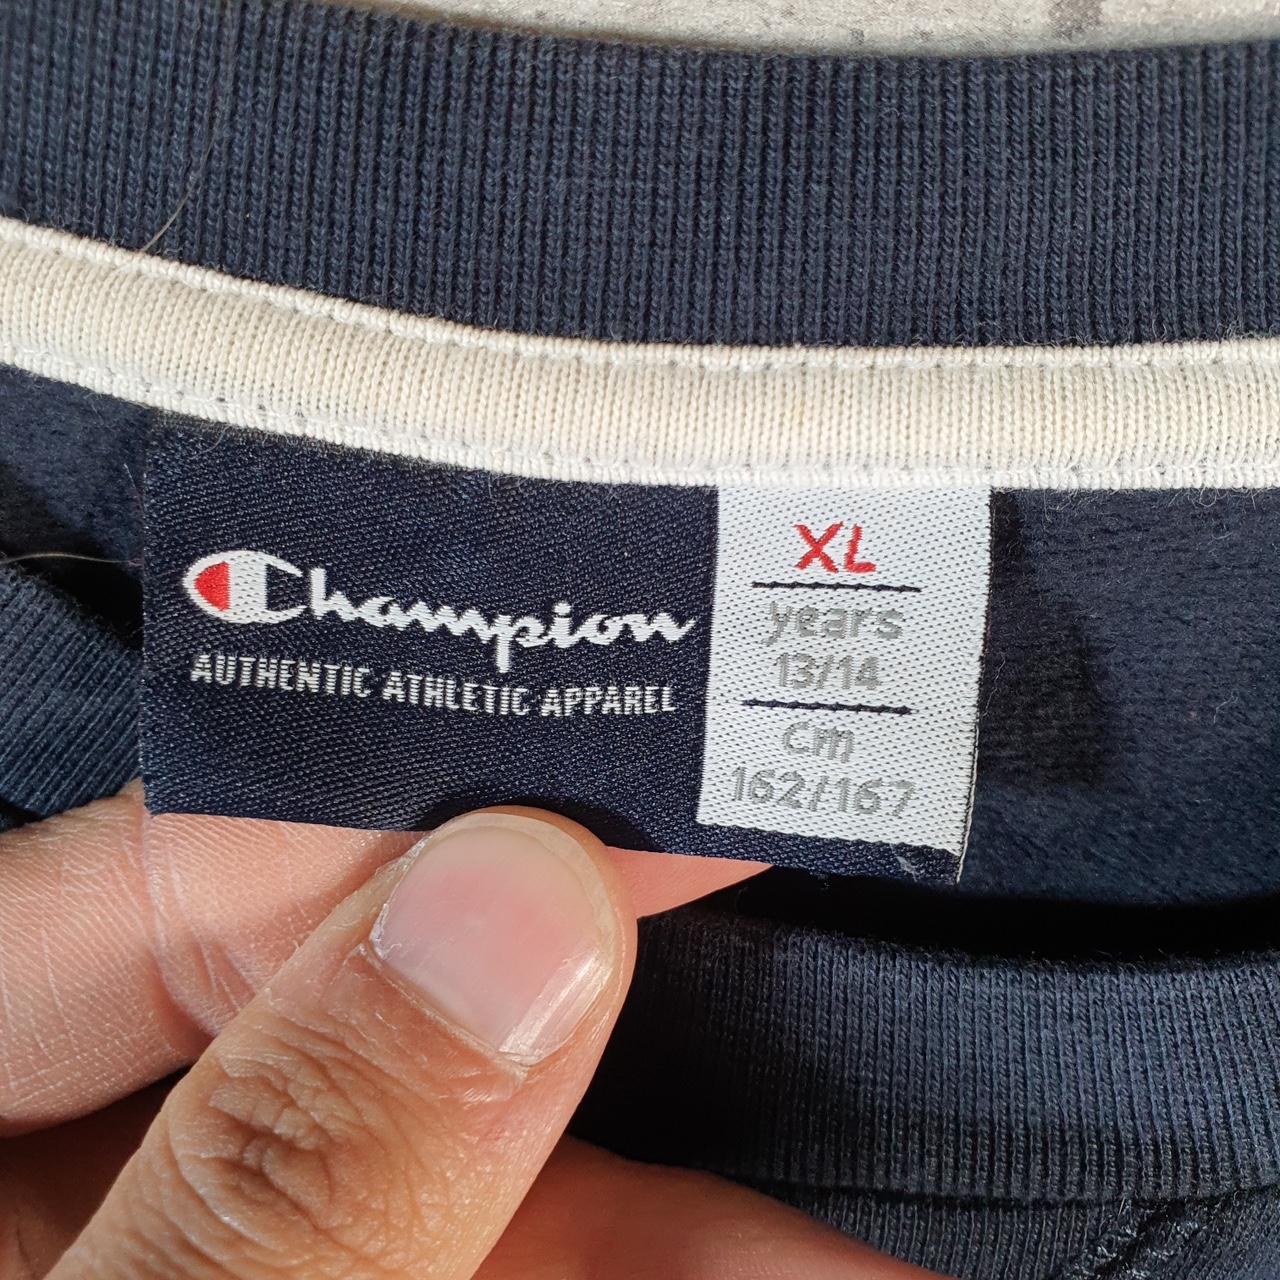 Champion
AUTHENTIC ATHLETIC APPAREL
XL
years
13/14
Cm
162/167